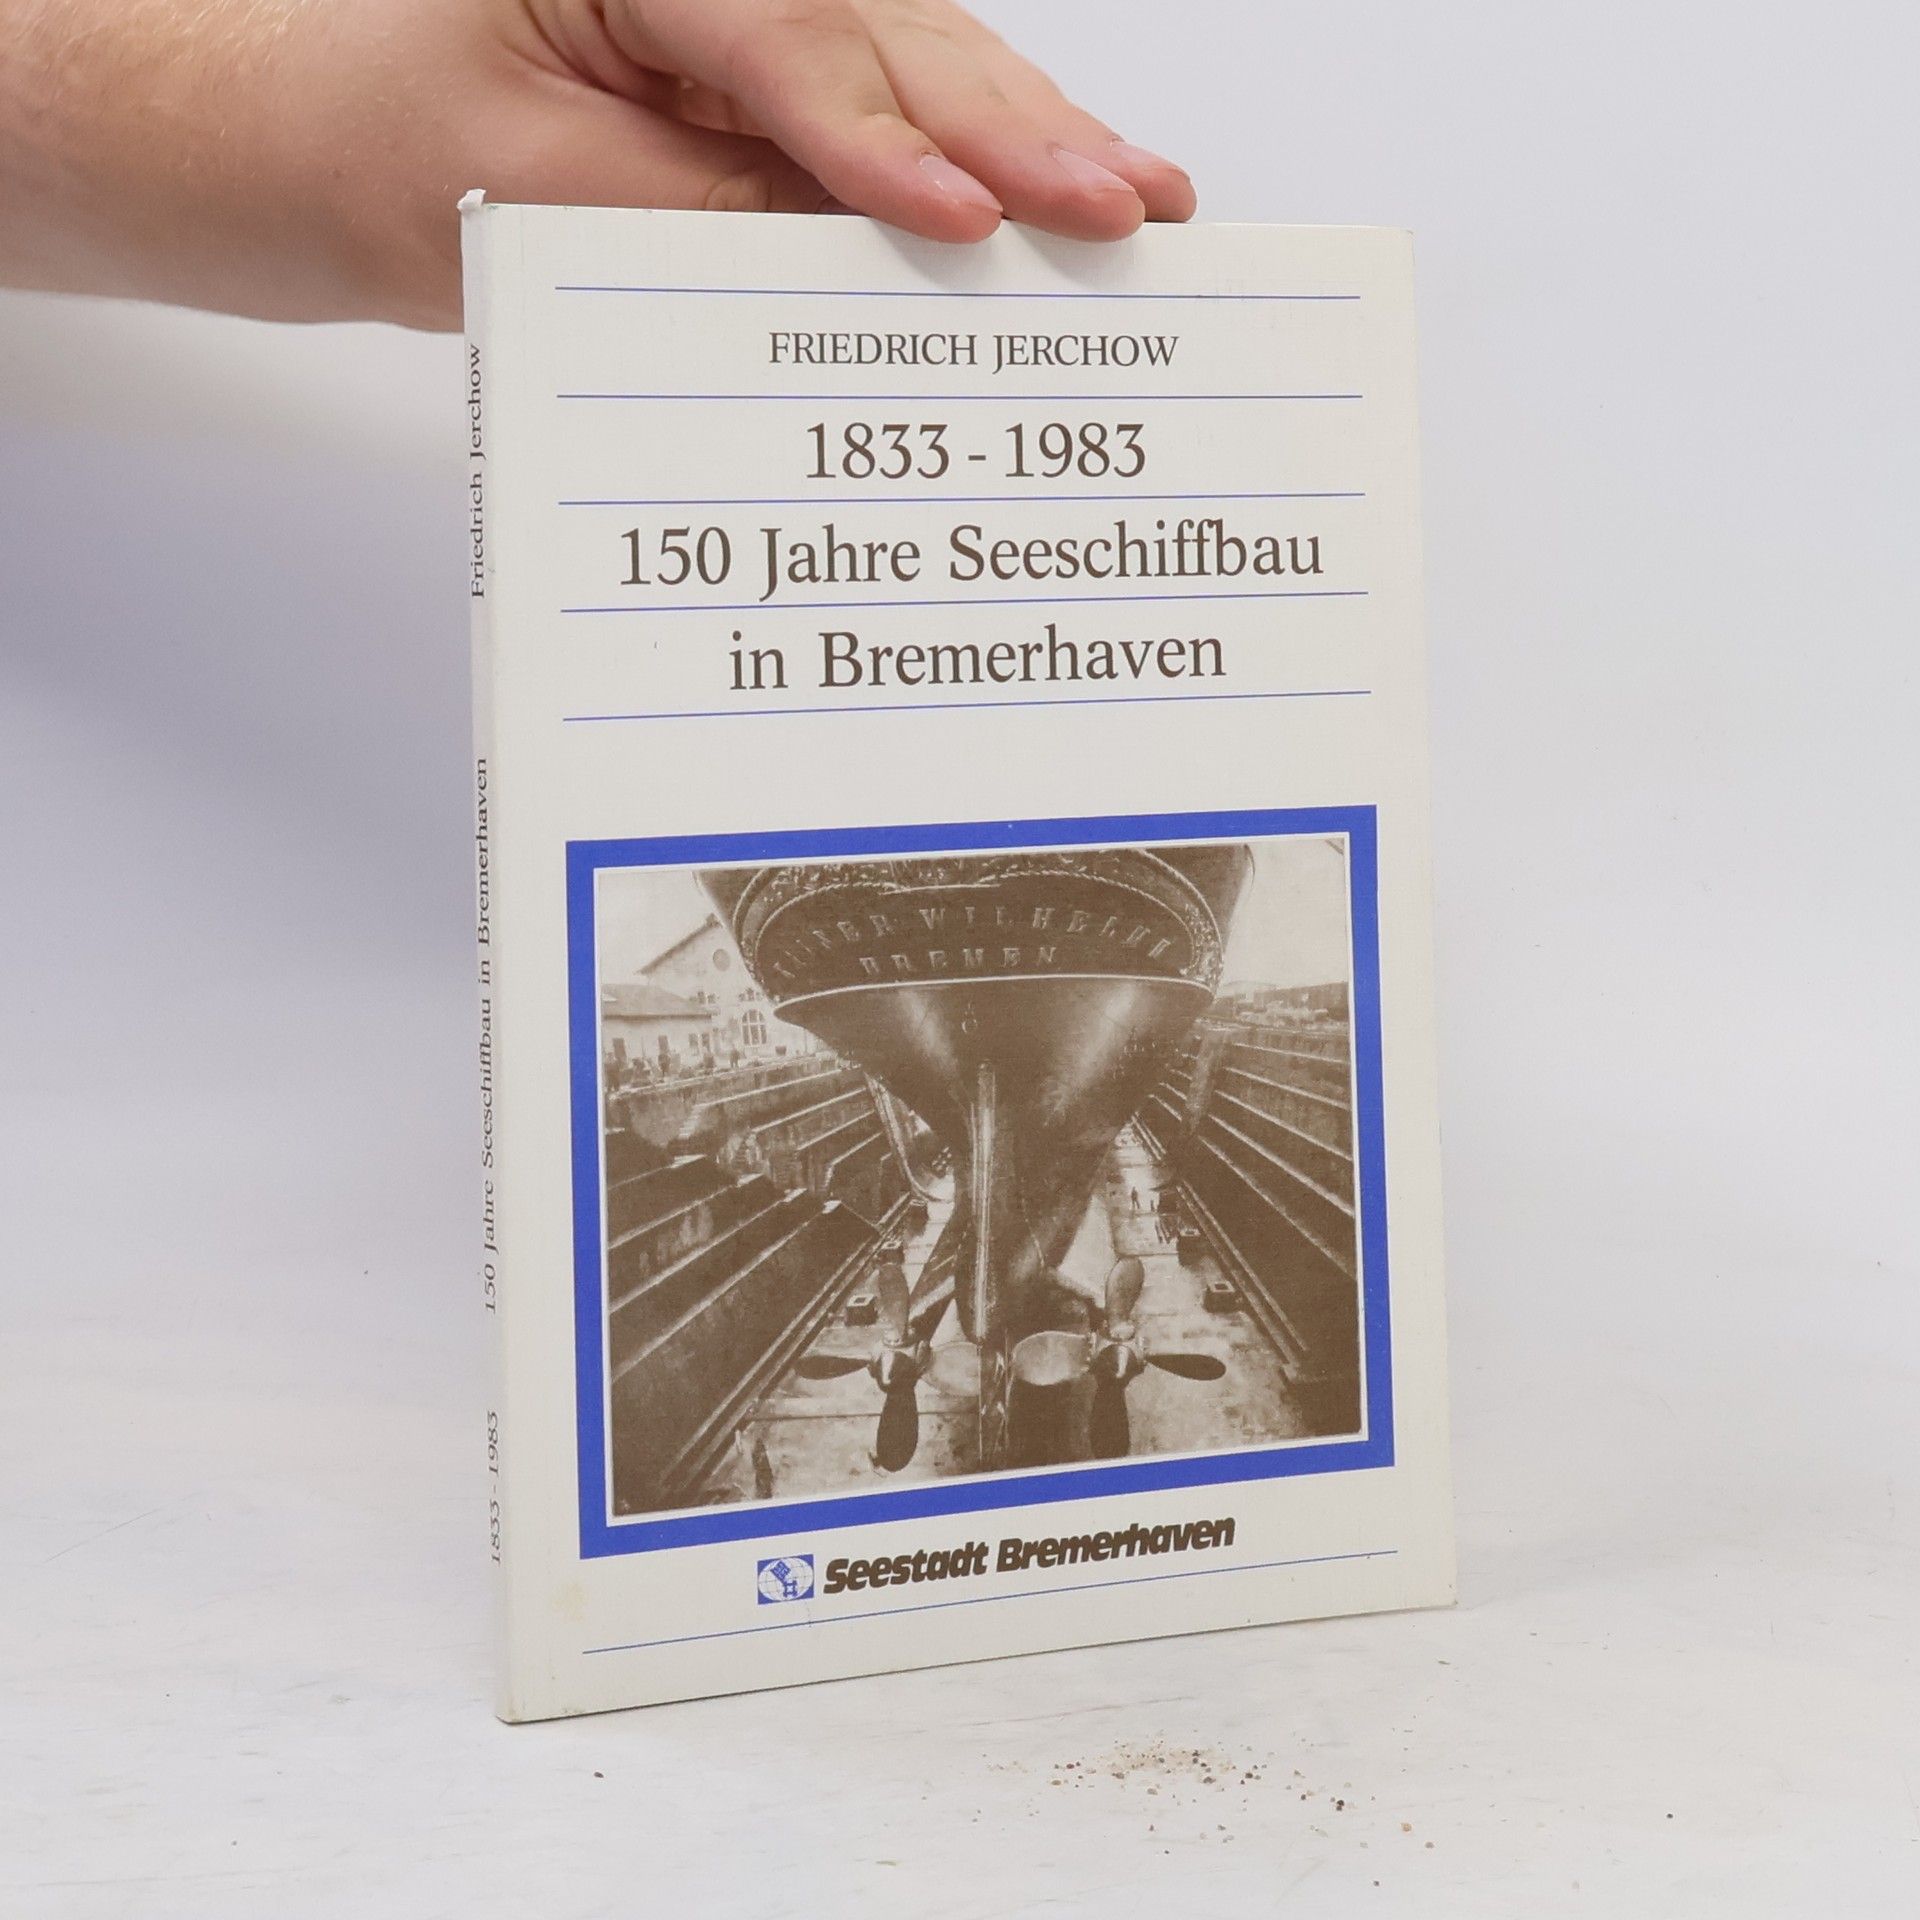 FRIEDRICH JERCHOW
1833 - 1983
150 Jahre Seeschiffbau
in Bremerhaven
WILHELM
BREMEN
Seestadt Bremerhaven
Friedrich Jerchow
150 Jahre Seeschiffbau in Bremerhaven
1833 - 1983